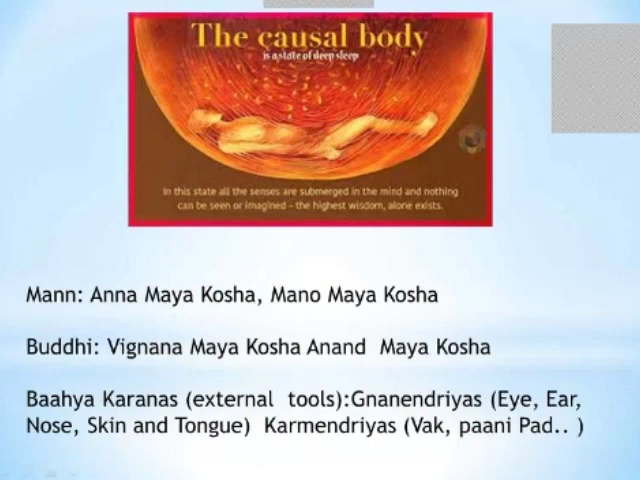 The causal body
is a state of deep sleep
In this state all the senses are submerged in the mind and nothing
can be seen or imagined – the highest wisdom, alone exists.
Mann: Anna Maya Kosha, Mano Maya Kosha
Buddhi: Vignana Maya Kosha Anand  Maya Kosha
Baahya Karanas (external  tools):Gnanendriyas (Eye, Ear,
Nose, Skin and Tongue)  Karmendriyas (Vak, paani Pad.. )